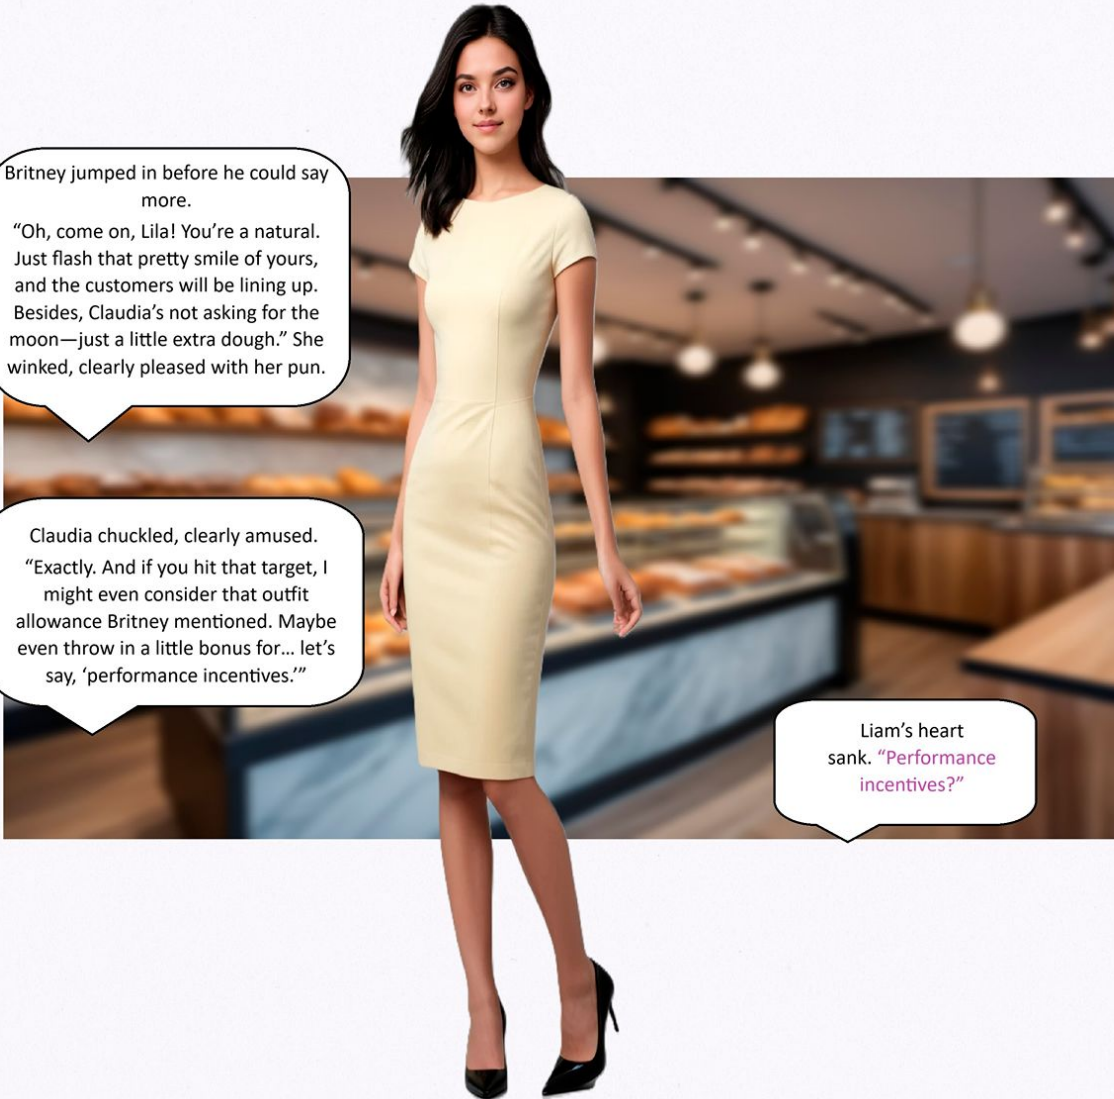 Britney jumped in before he could say
more.
“Oh, come on, Lila! You’re a natural.
Just flash that pretty smile of yours,
and the customers will be lining up.
Besides, Claudia’s not asking for the
moon—just a little extra dough.” She
winked, clearly pleased with her pun.
Claudia chuckled, clearly amused.
“Exactly. And if you hit that target, I
might even consider that outfit
allowance Britney mentioned. Maybe
even throw in a little bonus for… let’s
say, ‘performance incentives.’”
Liam’s heart
sank. “Performance
incentives?”